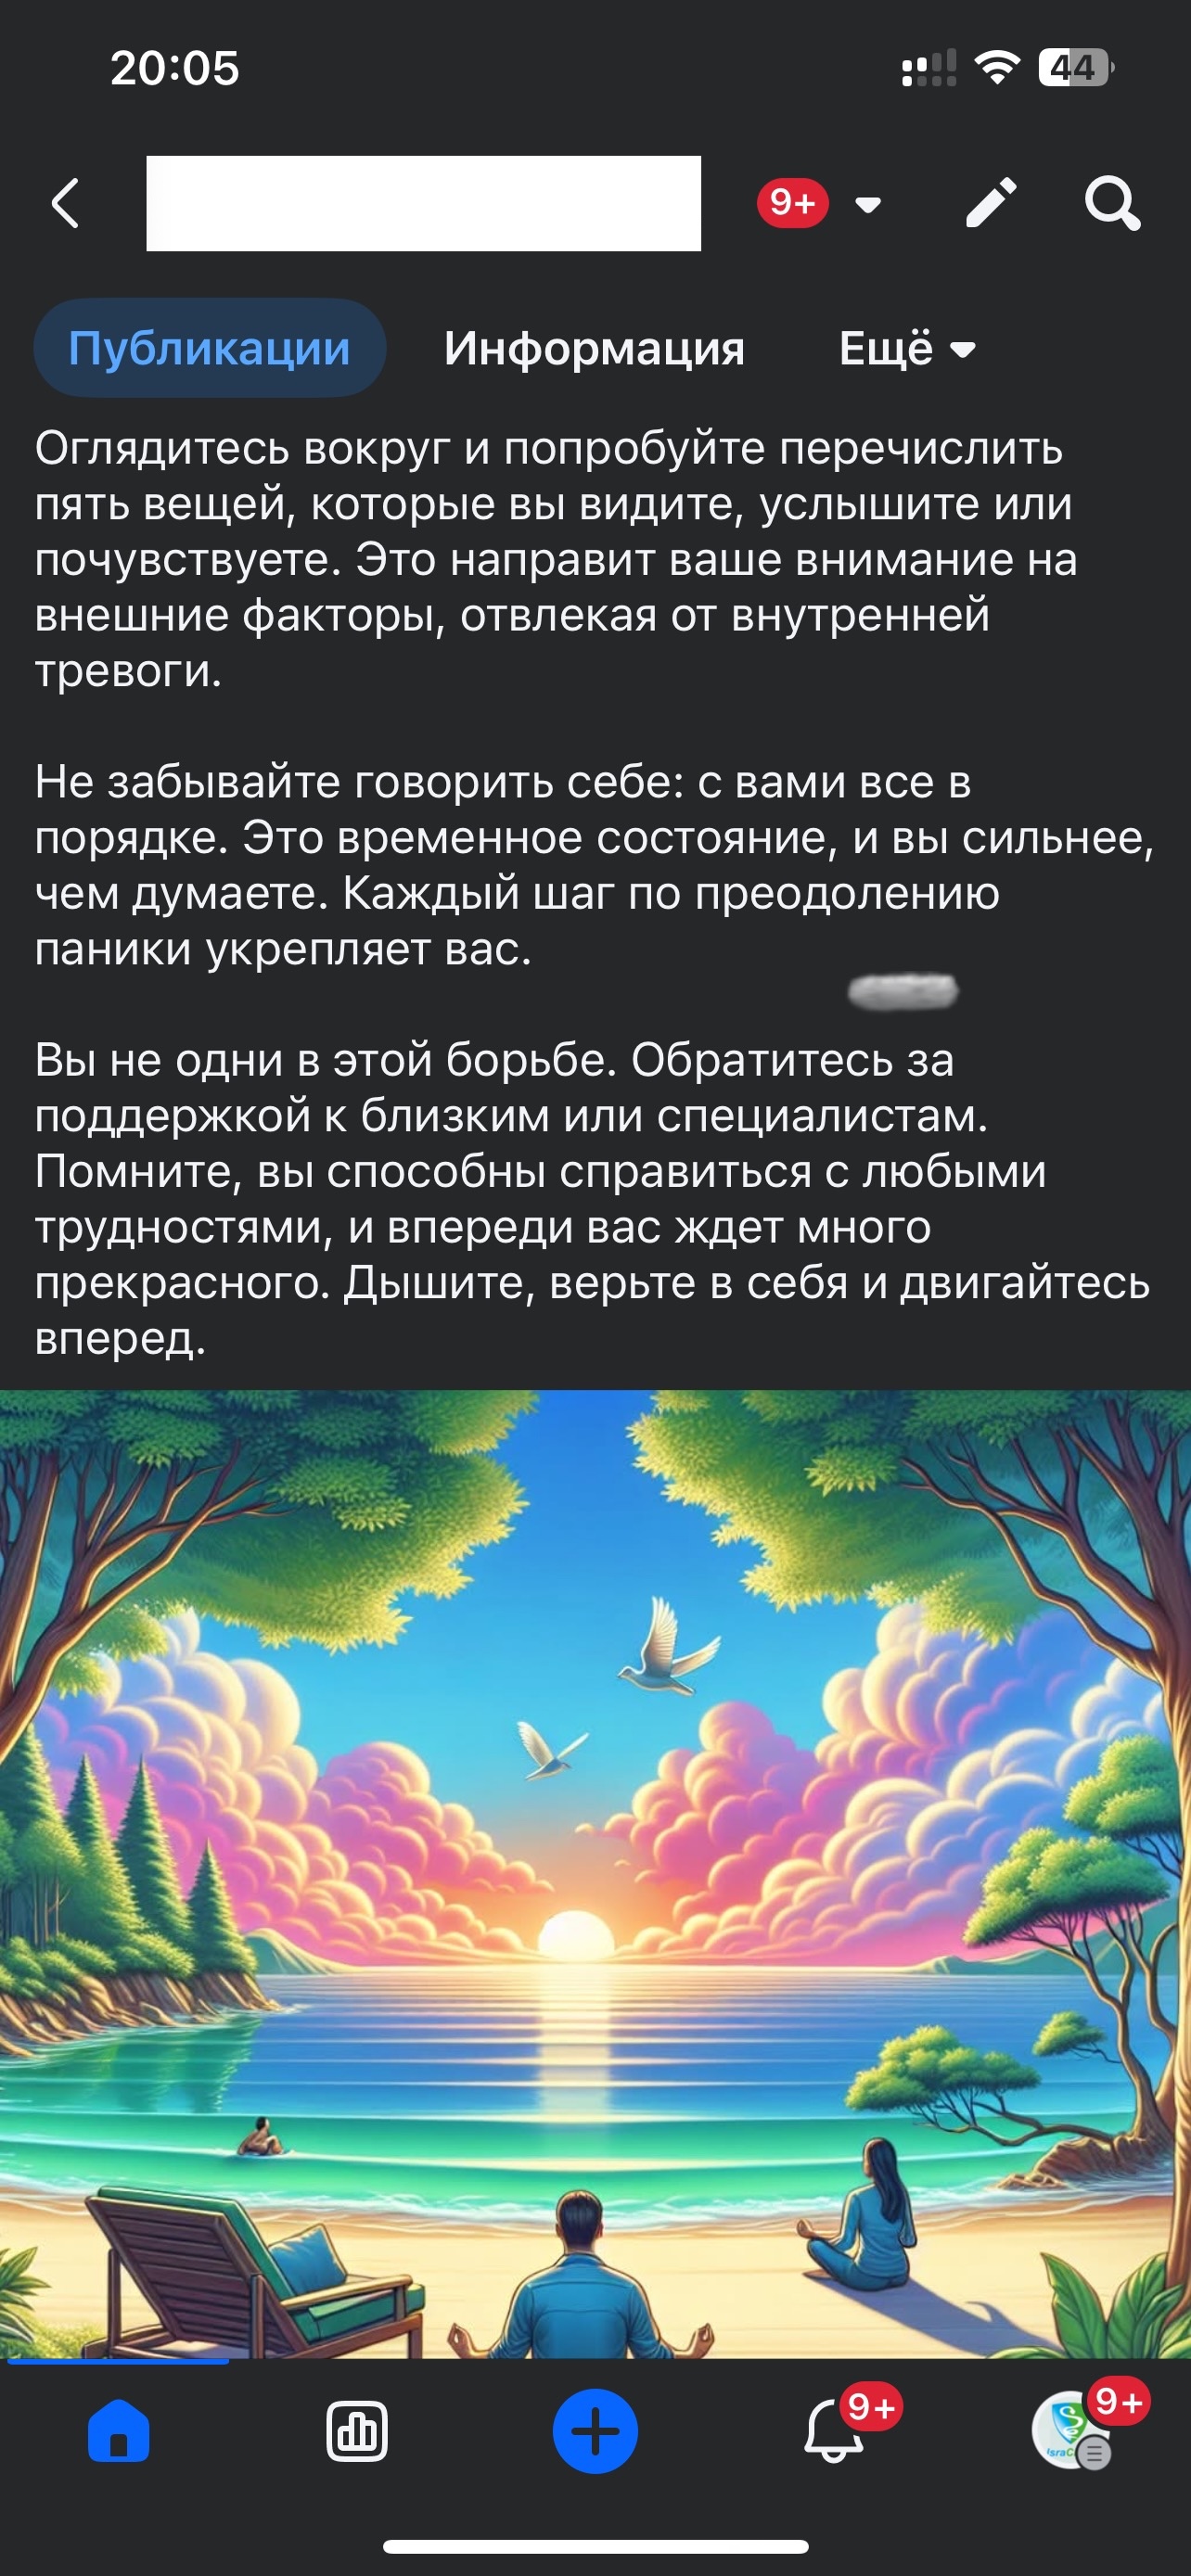 20:05
44
9+
Публикации
Информация
Ещё
Оглядитесь вокруг и попробуйте перечислить
пять вещей, которые вы видите, услышите или
почувствуете. Это направит ваше внимание на
внешние факторы, отвлекая от внутренней
тревоги.
Не забывайте говорить себе: с вами все в
порядке. Это временное состояние, и вы сильнее,
чем думаете. Каждый шаг по преодолению
паники укрепляет вас.
Вы не одни в этой борьбе. Обратитесь за
поддержкой к близким или специалистам.
Помните, вы способны справиться с любыми
трудностями, и впереди вас ждет много
прекрасного. Дышите, верьте в себя и двигайтесь
вперед.
9+
9+